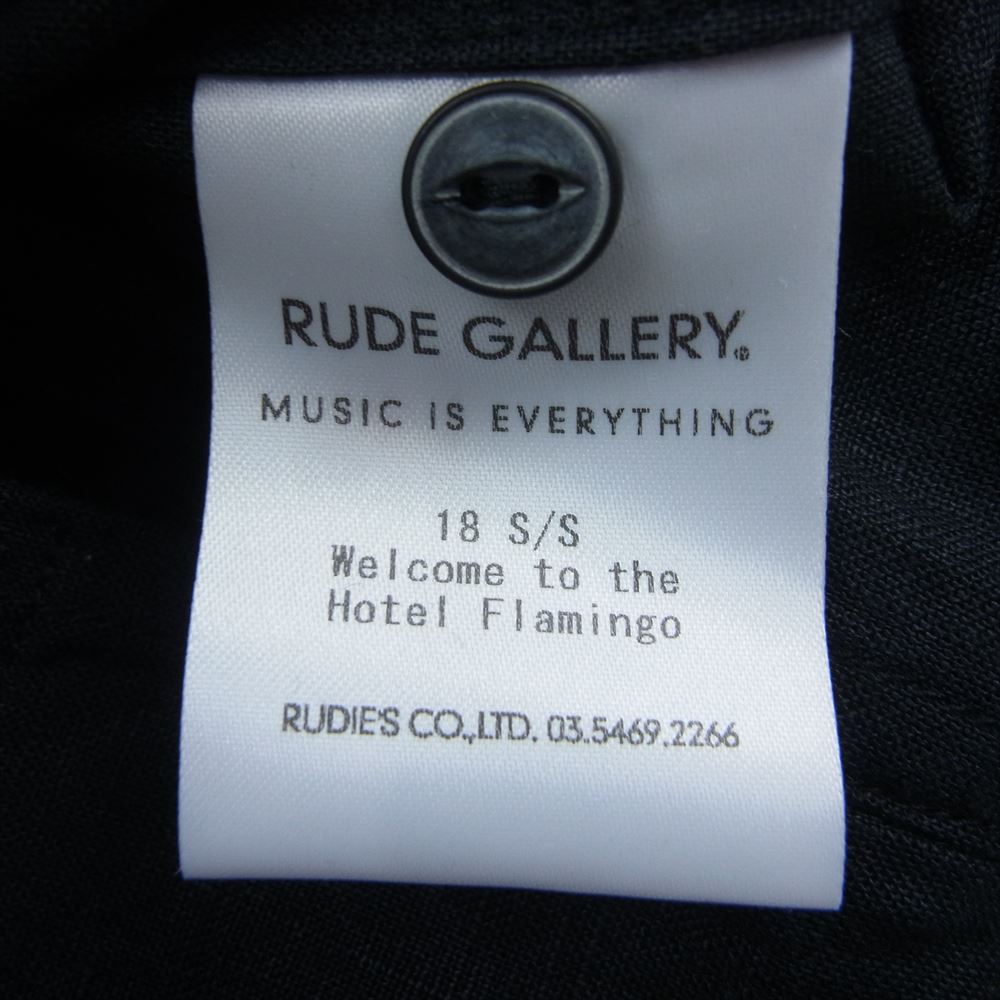 RUDE GALLERY®
MUSIC IS EVERYTHING
18 S/S
Welcome to the
Hotel Flamingo
RUDIE'S CO.,LTD. 03.5469.2266